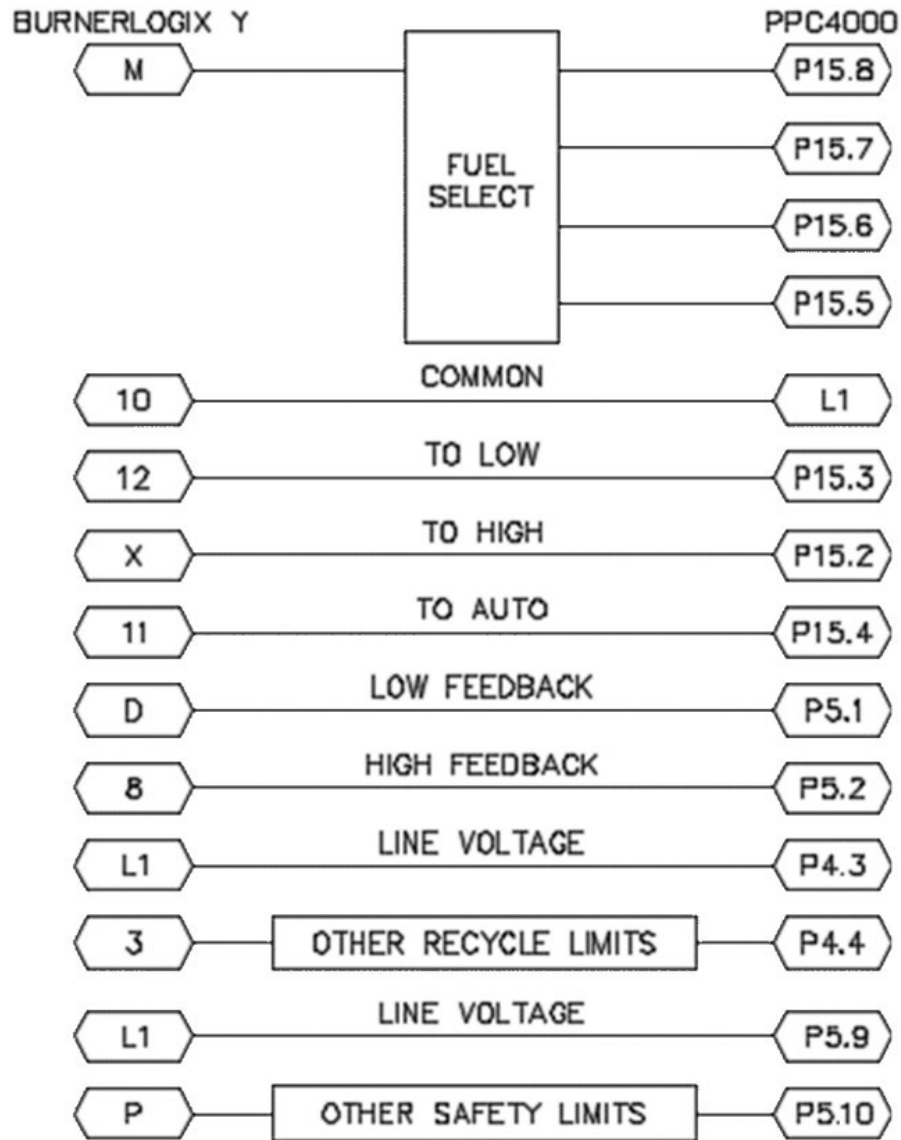 BURNERLOGIX Y PPC4000
M P15.8
P15.7
FUEL
SELECT
P15.6
P15.5
COMMON
10 L1
TO LOW
12 P15.3
TO HIGH
X P15.2
TO AUTO
11 P15.4
LOW FEEDBACK
D P5.1
HIGH FEEDBACK
8 P5.2
LINE VOLTAGE
L1 P4.3
3 OTHER RECYCLE LIMITS P4.4
LINE VOLTAGE
L1 P5.9
P OTHER SAFETY LIMITS P5.10